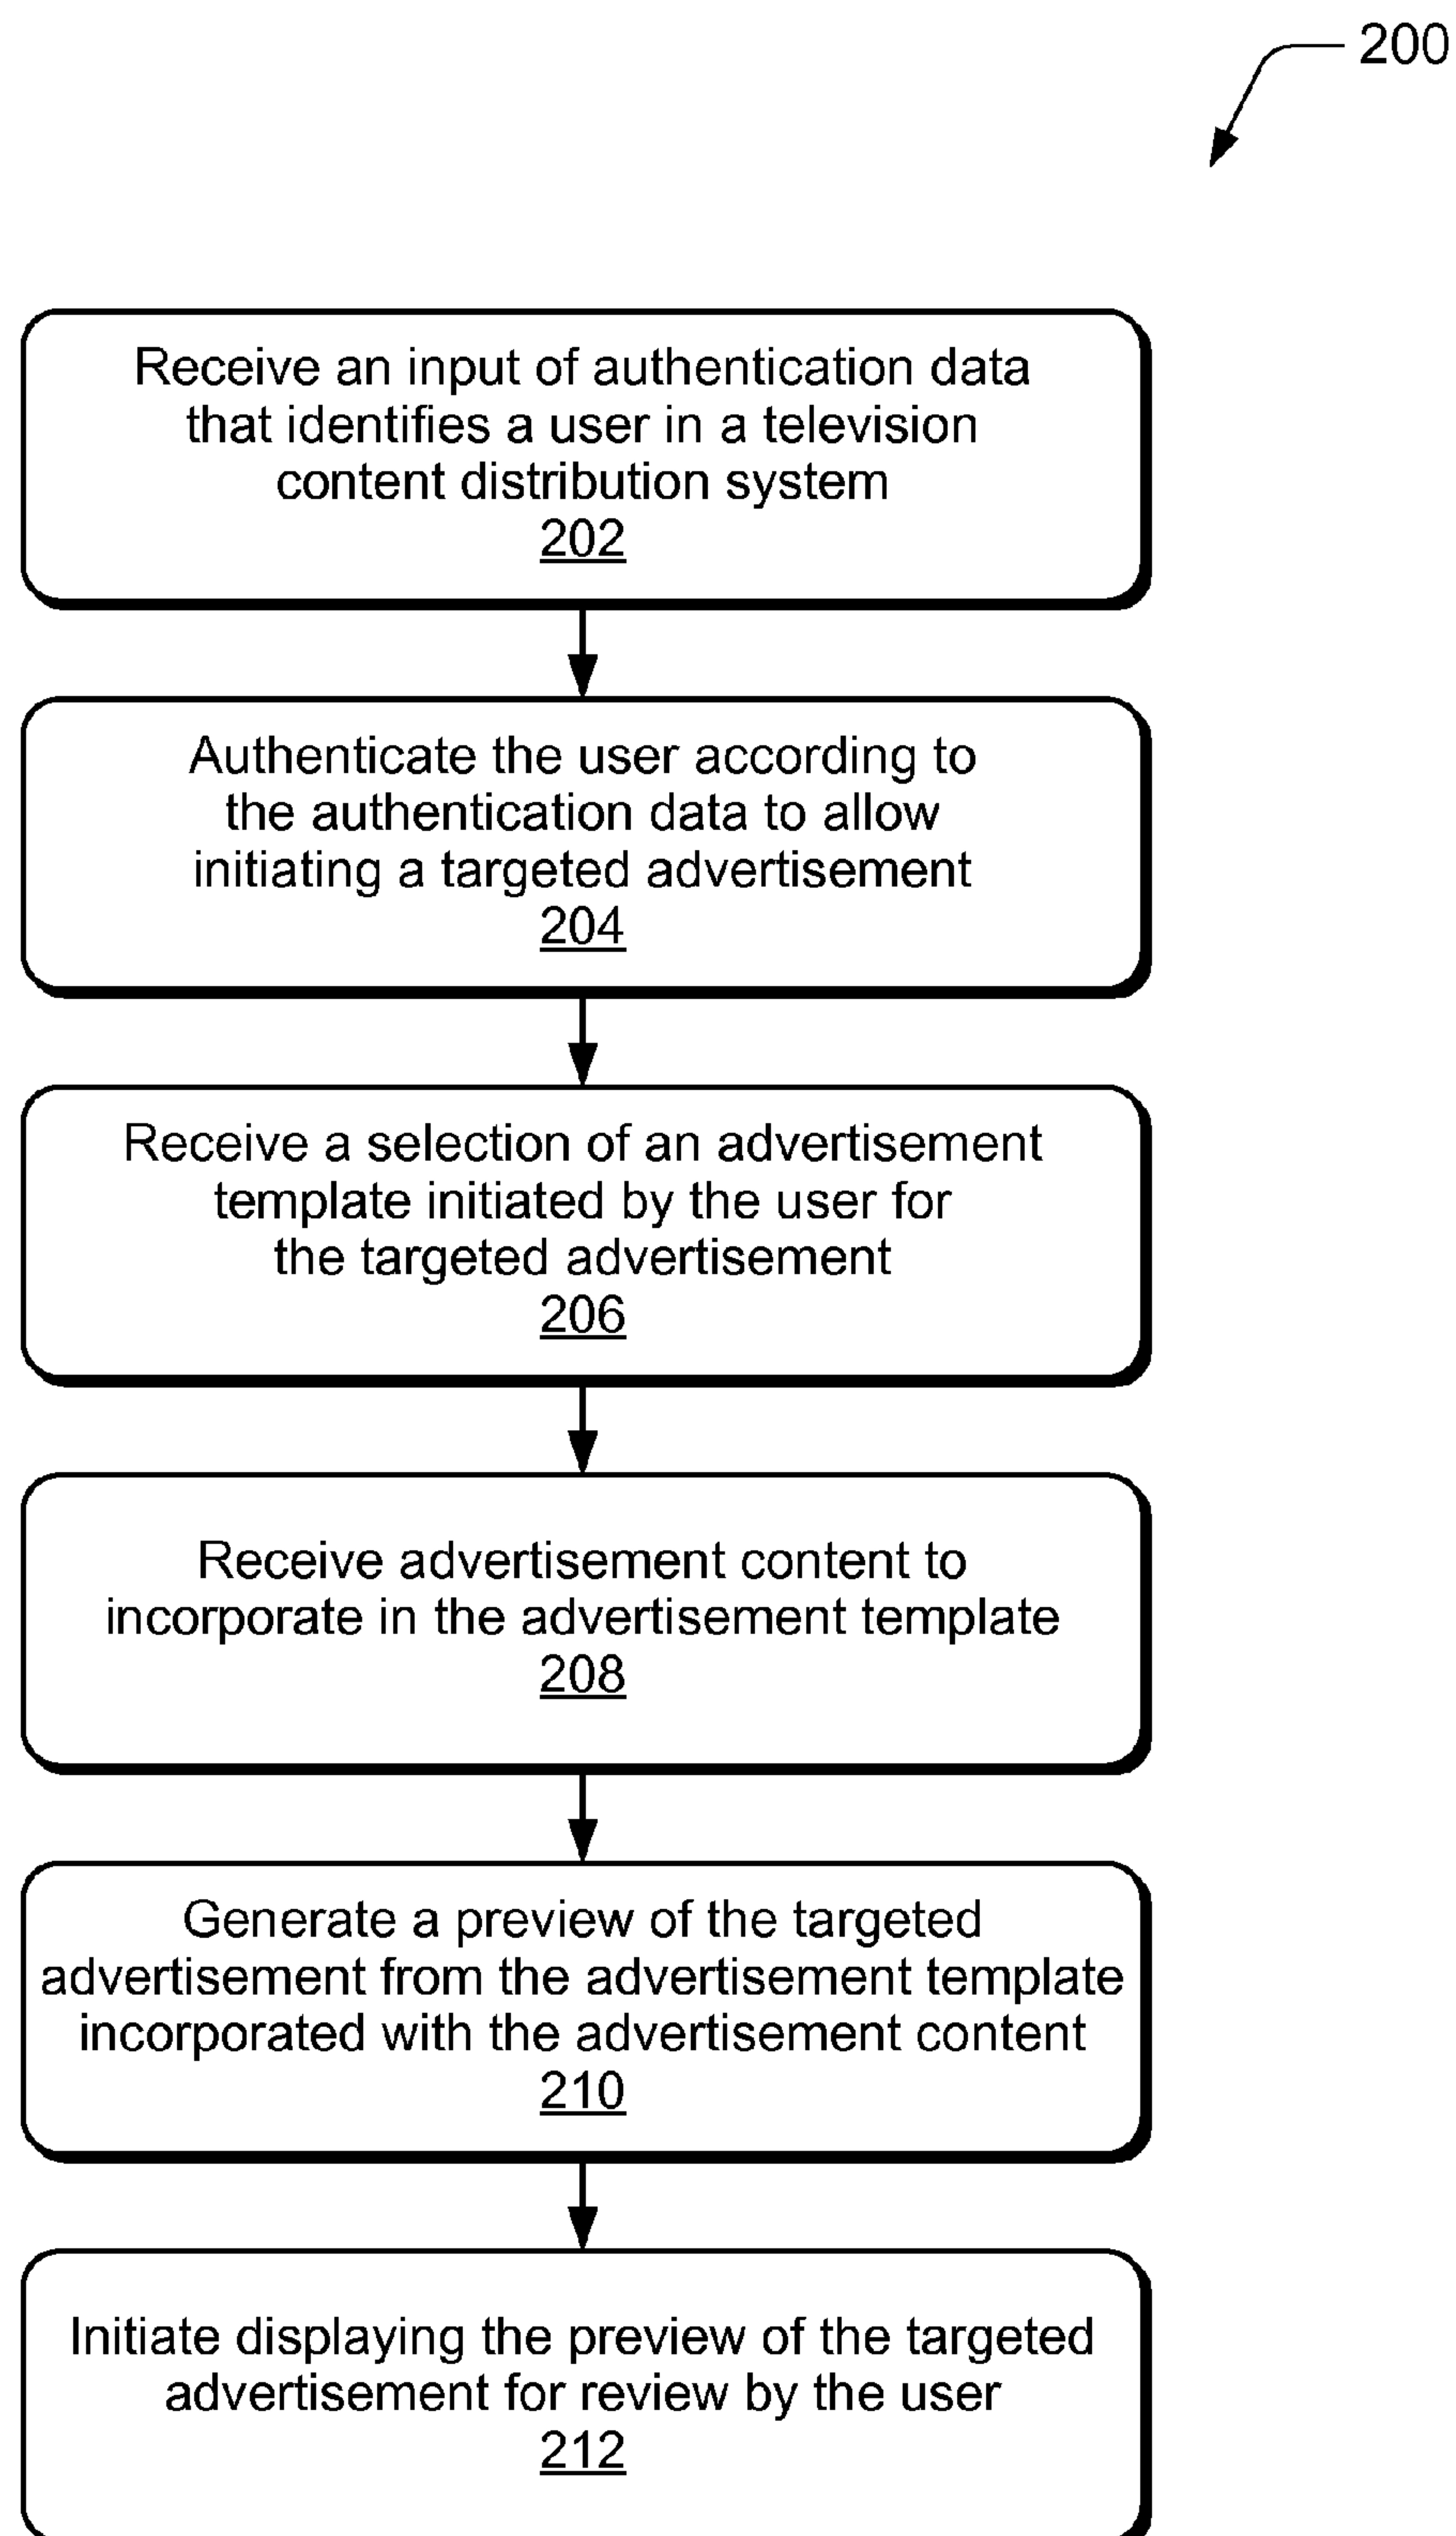 200
Receive an input of authentication data
that identifies a user in a television
content distribution system
202
Authenticate the user according to
the authentication data to allow
initiating a targeted advertisement
204
Receive a selection of an advertisement
template initiated by the user for
the targeted advertisement
206
Receive advertisement content to
incorporate in the advertisement template
208
Generate a preview of the targeted
advertisement from the advertisement template
incorporated with the advertisement content
210
Initiate displaying the preview of the targeted
advertisement for review by the user
212